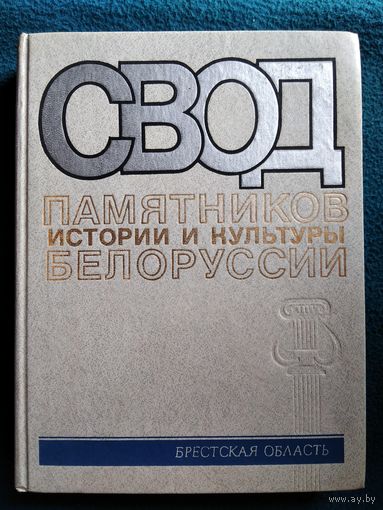 СВОД
ПАМЯТНИКОВ
ИСТОРИИ И КУЛЬТУРЫ
БЕЛОРУССИИ
БРЕСТСКАЯ ОБЛАСТЬ
www.ay.by